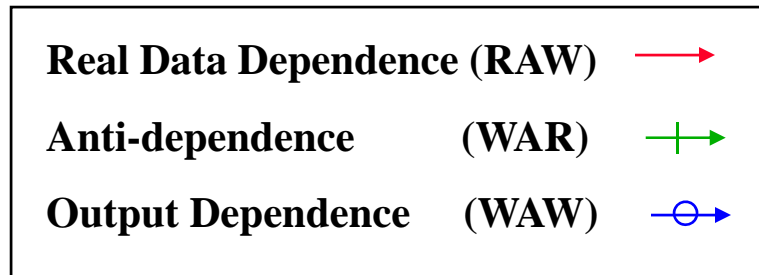 Real Data Dependence (RAW)
Anti-dependence (WAR)
Output Dependence (WAW)